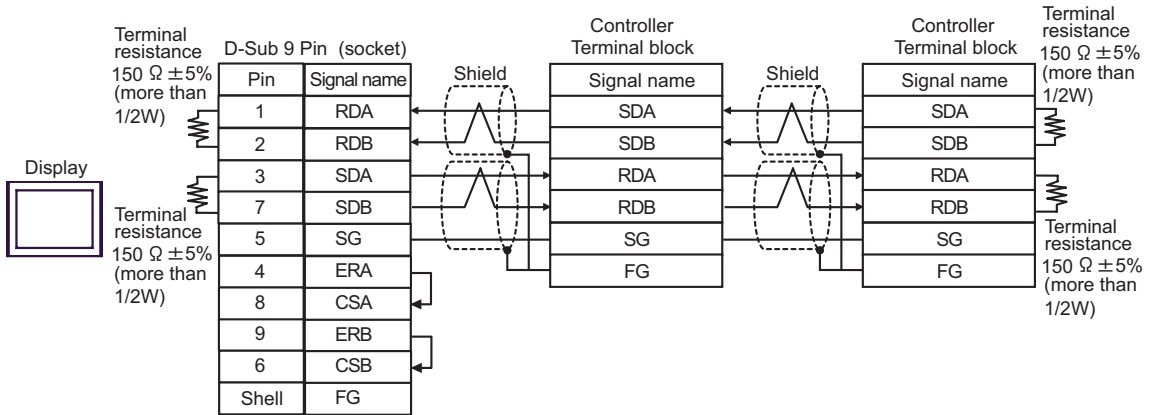 Display
Terminal
resistance
150 Ω ±5%
(more than
1/2W)
Terminal
resistance
150 Ω ±5%
(more than
1/2W)
D-Sub 9 Pin (socket)
Pin Signal name
1 RDA
2 RDB
3 SDA
7 SDB
5 SG
4 ERA
8 CSA
9 ERB
6 CSB
Shell FG
Shield
Controller
Terminal block
Signal name
SDA
SDB
RDA
RDB
SG
FG
Shield
Controller
Terminal block
Signal name
SDA
SDB
RDA
RDB
SG
FG
Terminal
resistance
150 Ω ±5%
(more than
1/2W)
Terminal
resistance
150 Ω ±5%
(more than
1/2W)